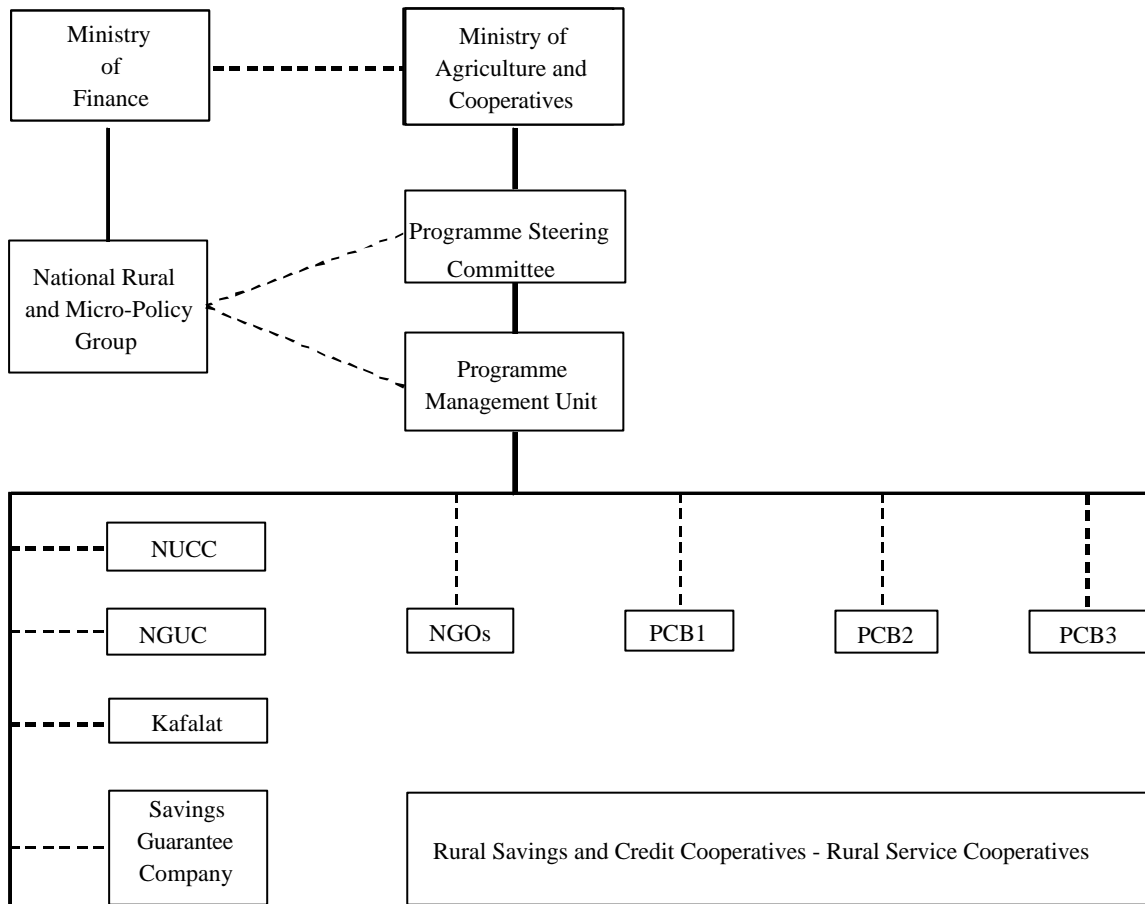 Ministry
of
Finance
Ministry of
Agriculture and
Cooperatives
Programme Steering
Committee
National Rural
and Micro-Policy
Group
Programme
Management Unit
NUCC
NGUC
NGOs
PCB1
PCB2
PCB3
Kafalat
Savings
Guarantee
Company
Rural Savings and Credit Cooperatives - Rural Service Cooperatives